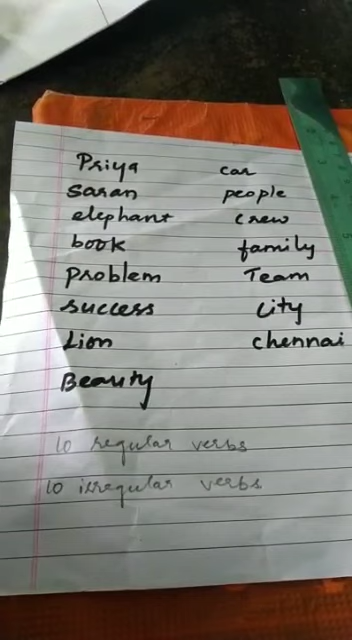 Priya car
Saran people
elephant crew
book family
Problem Team
Success City
Lion Chennai
Beauty
10 regular verbs
10 irregular verbs